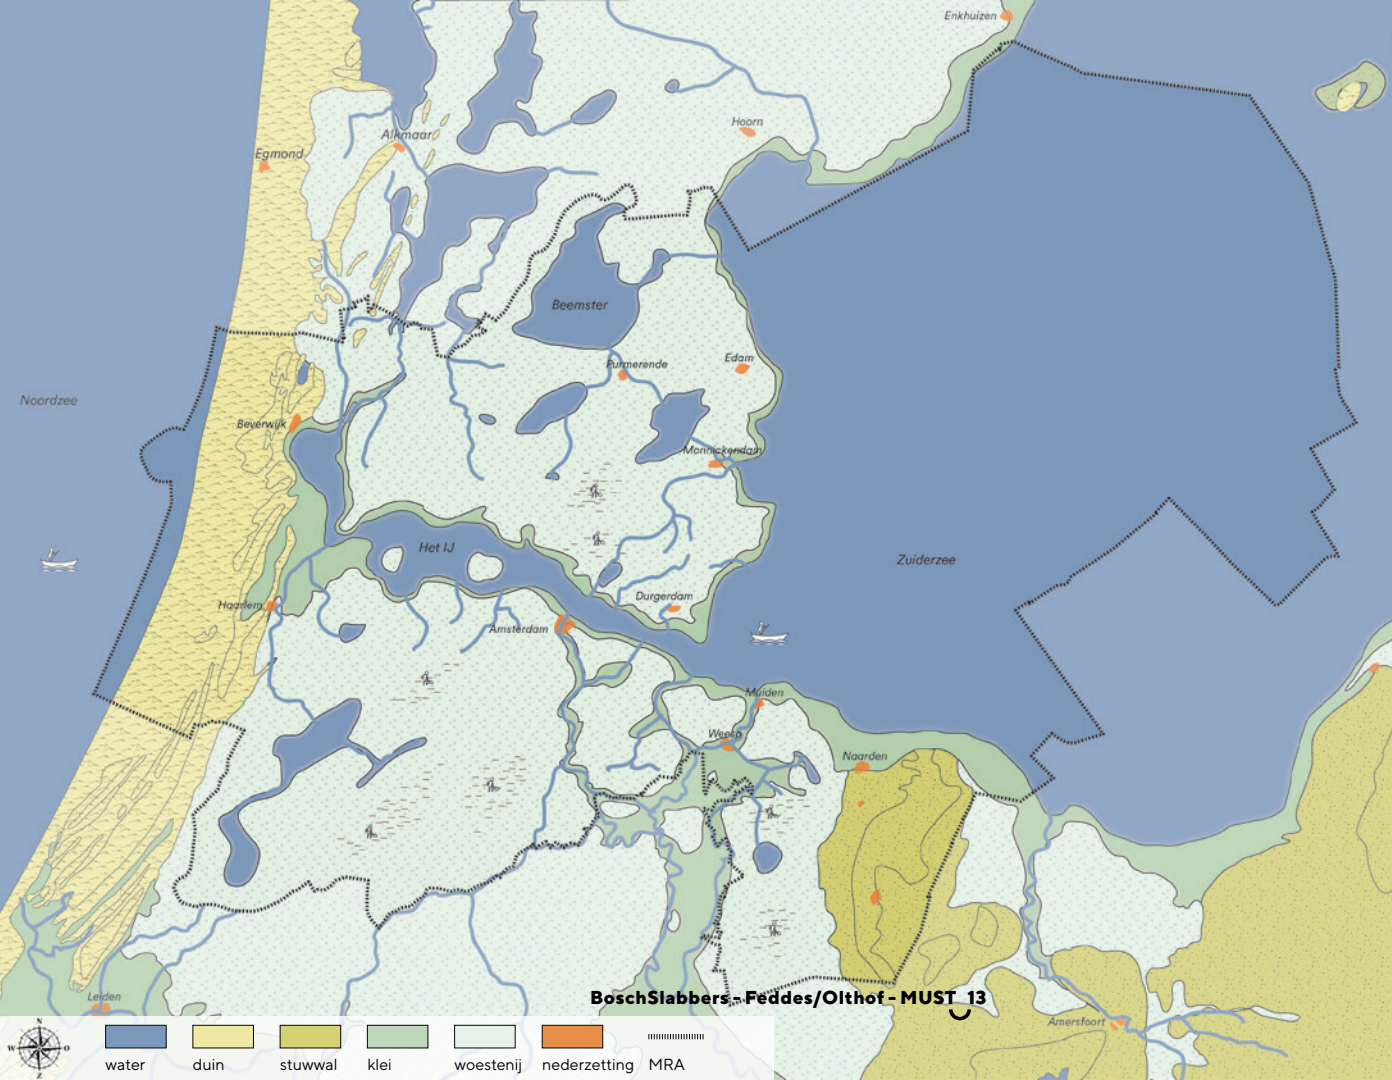 Enkhuizen
Hoorn
Alkmaar
Egmond
Beemster
Edam
Purmerende
Noordzee
Beverwijk
Monnickendam
Het IJ
Zuiderzee
Durgerdam
Haarlem
Amsterdam
Muiden
Weesp
Naarden
Leiden
BoschSlabbers - Feddes/Olthof - MUST 13
Amersfoort
N
W O
Z
water duin stuwwal klei woestenij nederzetting MRA